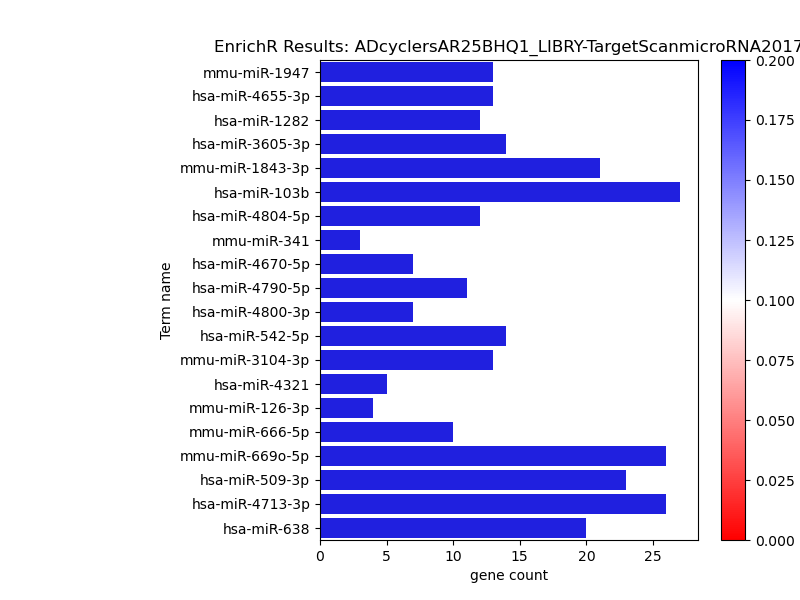 EnrichR Results: ADcyclersAR25BHQ1_LIBRY-TargetScanmicroRNA2017
Term name
mmu-miR-1947
hsa-miR-4655-3p
hsa-miR-1282
hsa-miR-3605-3p
mmu-miR-1843-3p
hsa-miR-103b
hsa-miR-4804-5p
mmu-miR-341
hsa-miR-4670-5p
hsa-miR-4790-5p
hsa-miR-4800-3p
hsa-miR-542-5p
mmu-miR-3104-3p
hsa-miR-4321
mmu-miR-126-3p
mmu-miR-666-5p
mmu-miR-669o-5p
hsa-miR-509-3p
hsa-miR-4713-3p
hsa-miR-638
0 5 10 15 20 25
gene count
0.200
0.175
0.150
0.125
0.100
0.075
0.050
0.025
0.000